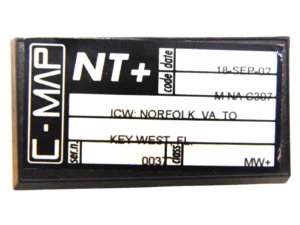 C-MAP
NT+
code date
18-SEP-02
M-NA-C307
ICW: NORFOLK, VA, TO
KEY WEST, FL.
ser.n. 0037 class MW+